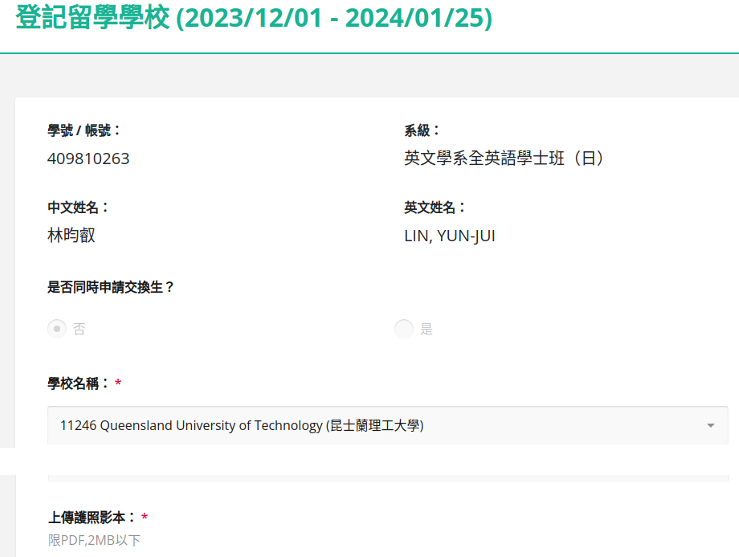 登記留學學校 (2023/12/01 - 2024/01/25)
學號 / 帳號：
409810263
系級：
英文學系全英語學士班（日）
中文姓名：
林昀叡
英文姓名：
LIN, YUN-JUI
是否同時申請交換生？
否
是
學校名稱： *
11246 Queensland University of Technology (昆士蘭理工大學)
上傳護照影本： *
限PDF,2MB以下